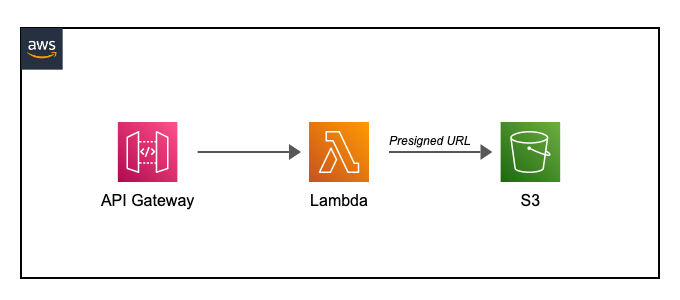 aws
Presigned URL
API Gateway
Lambda
S3